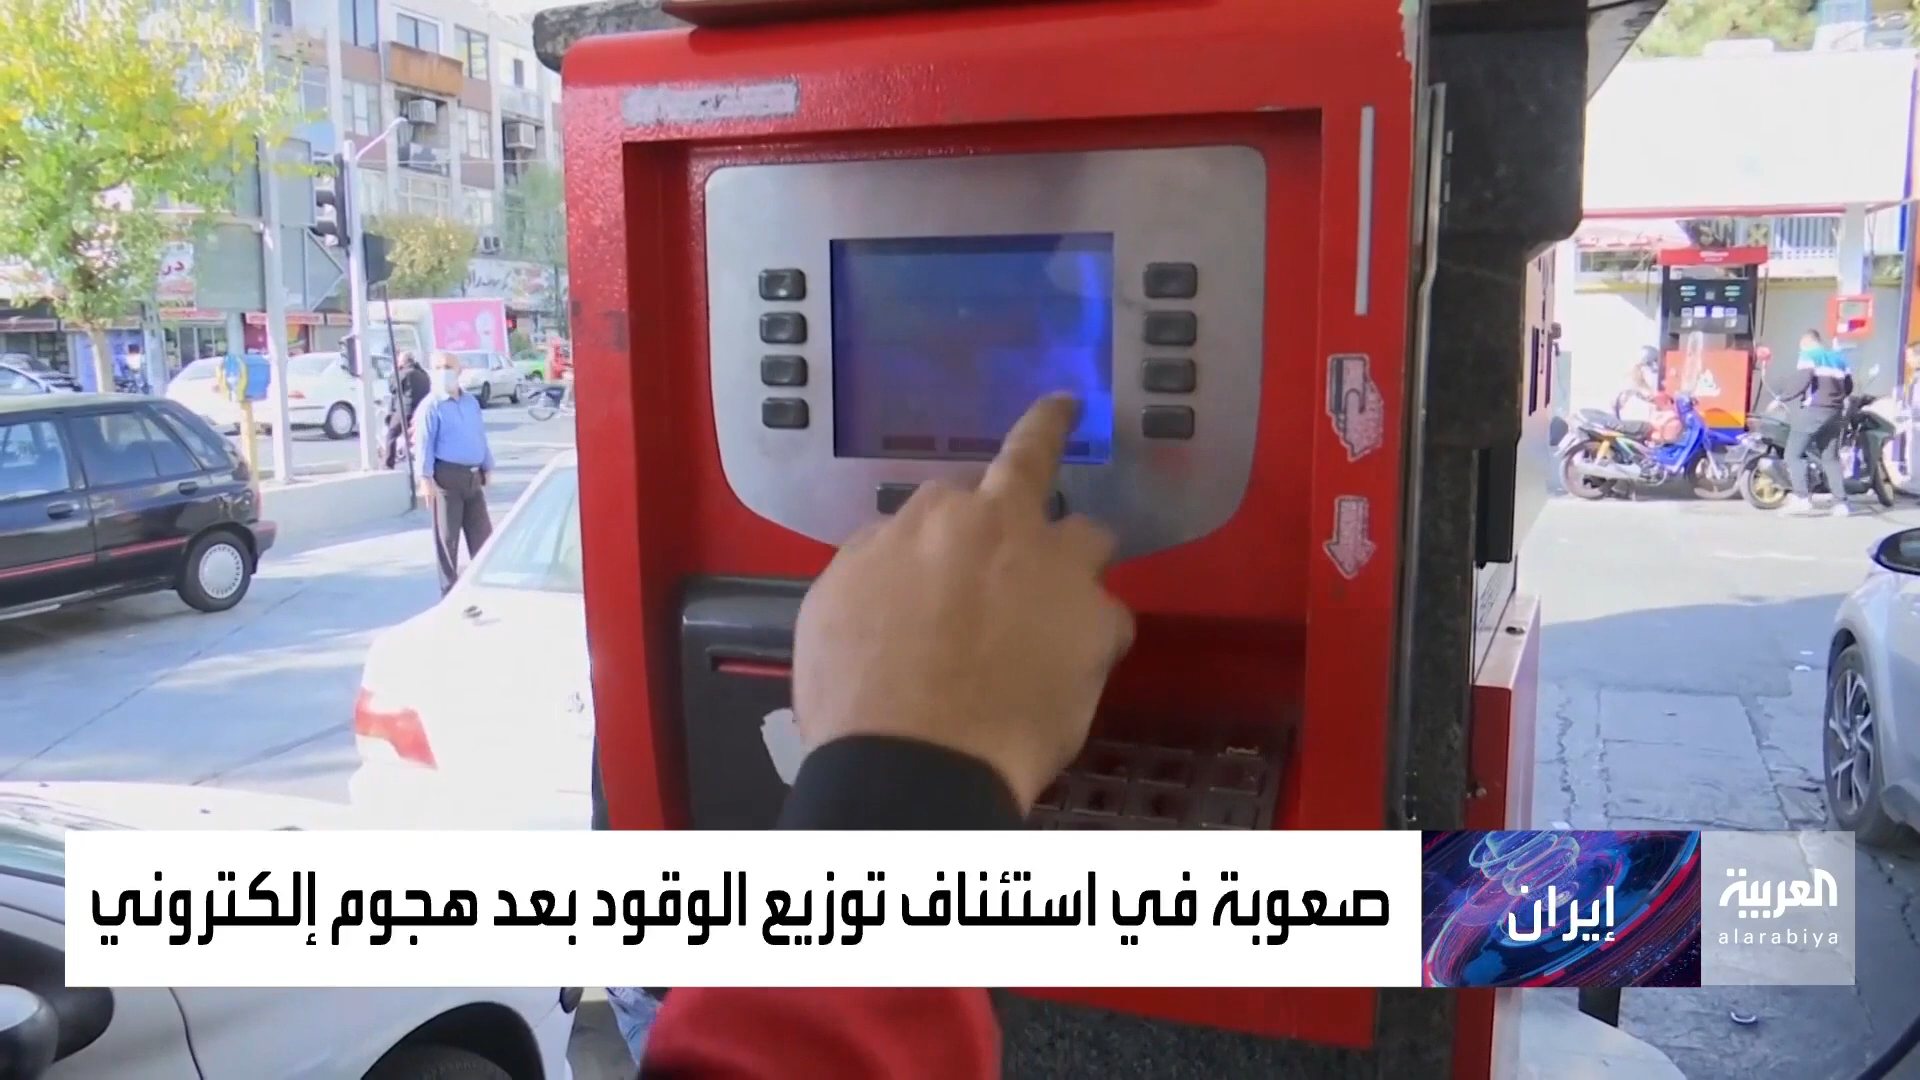 صعوبة في استئناف توزيع الوقود بعد هجوم إلكتروني
إيران
العربية
alarabiya